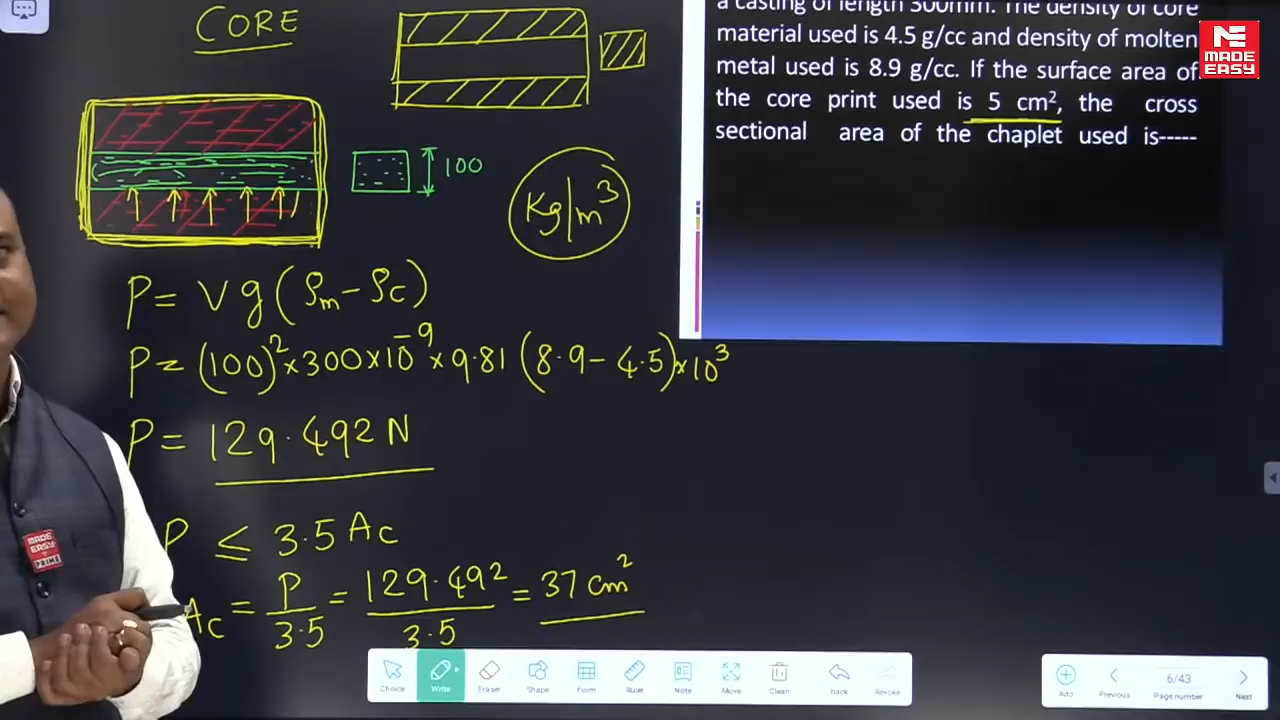 CORE
100
Kg/m³
P = Vg(ρm − ρc)
P = (100)² × 300 × 10⁻⁹ × 9.81 (8.9 − 4.5) × 10³
P = 129.492 N
P ≤ 3.5 Ac
Ac = P/3.5 = 129.492/3.5 = 37 cm²
a casting of length 300mm. The density of core
material used is 4.5 g/cc and density of molten
metal used is 8.9 g/cc. If the surface area of
the core print used is 5 cm², the cross
sectional area of the chaplet used is-----
ME
MADE
EASY
MADE
EASY
PRIME
Choice
Write
Eraser
Shape
Form
Ruler
Note
Move
Clean
back
Revoke
Add
Previous
6/43
Page number
Next